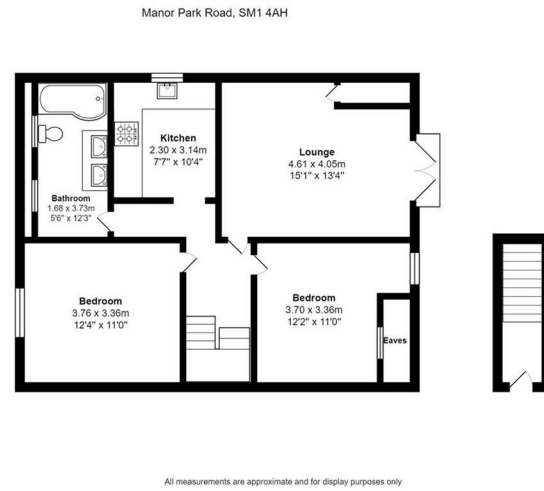 Manor Park Road, SM1 4AH
Kitchen
2.30 x 3.14m
7'7" x 10'4"
Lounge
4.61 x 4.05m
15'1" x 13'4"
Bathroom
1.68 x 3.73m
5'6" x 12'3"
Bedroom
3.76 x 3.36m
12'4" x 11'0"
Bedroom
3.70 x 3.36m
12'2" x 11'0"
Eaves
All measurements are approximate and for display purposes only